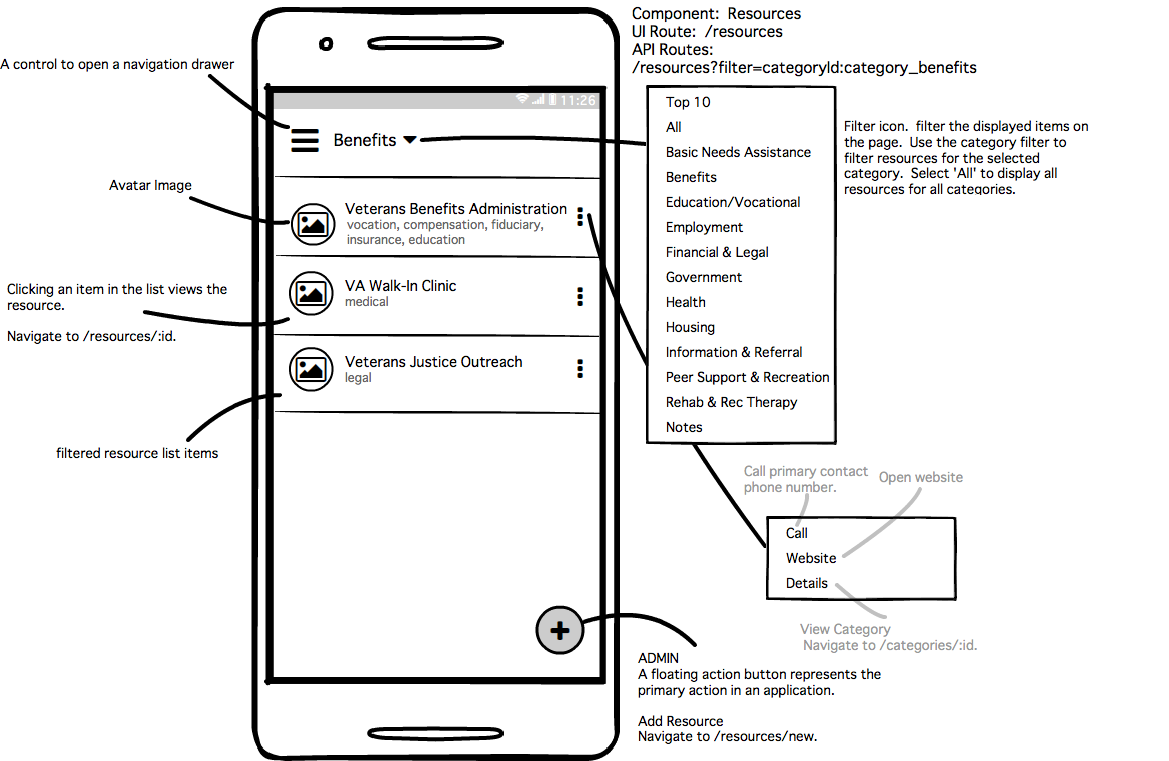 Component: Resources
UI Route: /resources
API Routes:
/resources?filter=categoryId:category_benefits
A control to open a navigation drawer
11:26
Benefits
Top 10
All
Basic Needs Assistance
Benefits
Education/Vocational
Employment
Financial & Legal
Government
Health
Housing
Information & Referral
Peer Support & Recreation
Rehab & Rec Therapy
Notes
Filter icon. filter the displayed items on
the page. Use the category filter to
filter resources for the selected
category. Select 'All' to display all
resources for all categories.
Avatar Image
Veterans Benefits Administration
vocation, compensation, fiduciary,
insurance, education
Clicking an item in the list views the
resource.
Navigate to /resources/:id.
VA Walk-In Clinic
medical
Veterans Justice Outreach
legal
filtered resource list items
Call primary contact
phone number.
Open website
Call
Website
Details
View Category
Navigate to /categories/:id.
ADMIN
A floating action button represents the
primary action in an application.
Add Resource
Navigate to /resources/new.